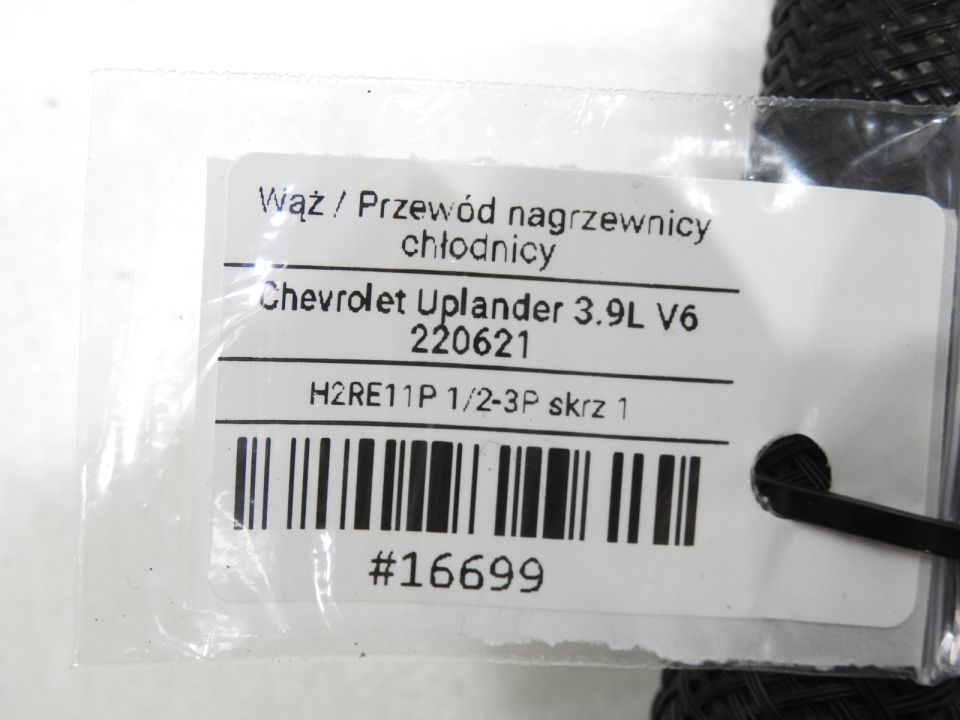 Wąż / Przewód nagrzewnicy
chłodnicy
Chevrolet Uplander 3.9L V6
220621
H2RE11P 1/2-3P skrz 1
#16699